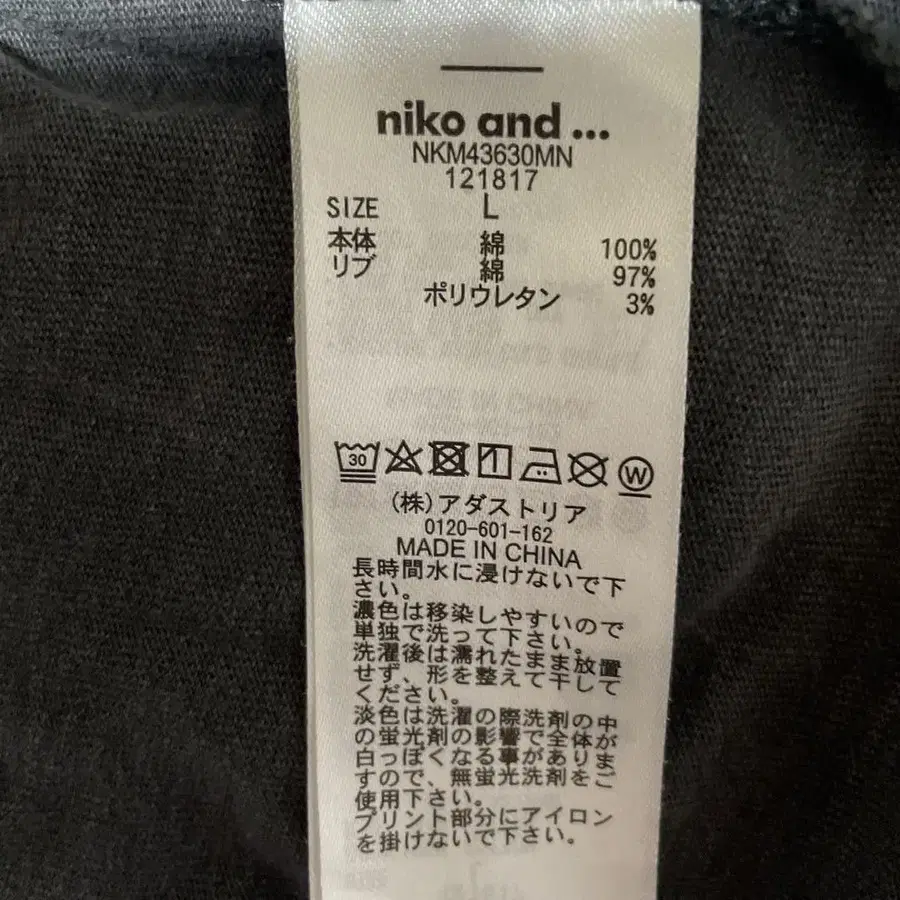 niko and ...
NKM43630MN
121817
SIZE L
本体 綿 100%
リブ 綿 97%
ポリウレタン 3%
30
W
(株)アダストリア
0120-601-162
MADE IN CHINA
長時間水に浸けないで下
さい。
濃色は移染しやすいので
単独で洗って下さい。
洗濯後は濡れたまま放置
せず、形を整えて干して
ください。
淡色は洗濯の際洗剤の中
の蛍光剤の影響で全体が
白っぽくなる事がありま
すので、無蛍光洗剤をご
使用下さい。
プリント部分にアイロン
を掛けないで下さい。